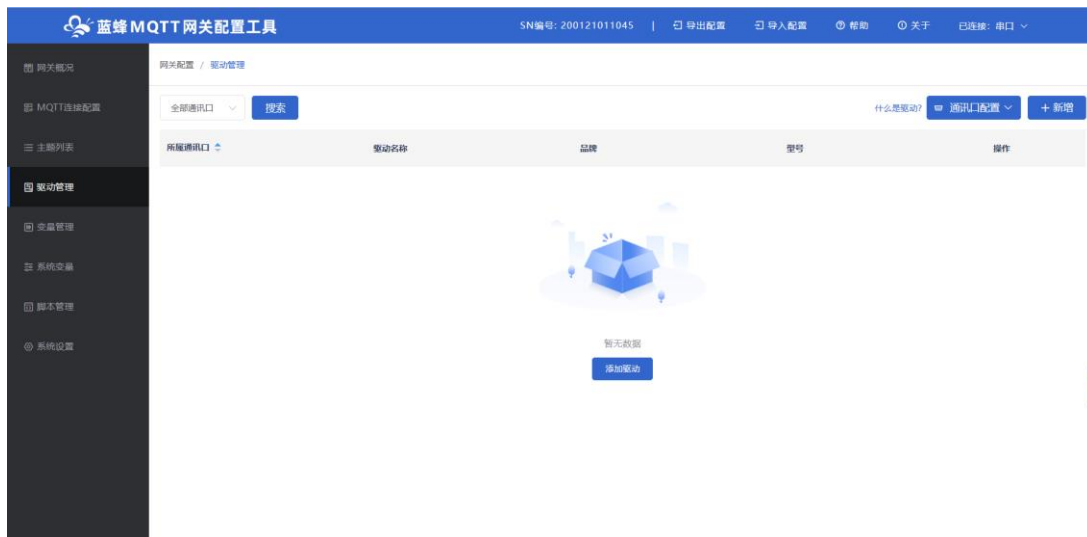 蓝蜂MQTT网关配置工具 SN编号: 200121011045 | 导出配置 导入配置 帮助 关于 已连接: 串口
网关概况
网关配置 / 驱动管理
MQTT连接配置
全部通讯口 搜索 什么是驱动? 通讯口配置 + 新增
主题列表
所属通讯口 驱动名称 品牌 型号 操作
驱动管理
变量管理
系统变量
脚本管理
系统设置
暂无数据
添加驱动